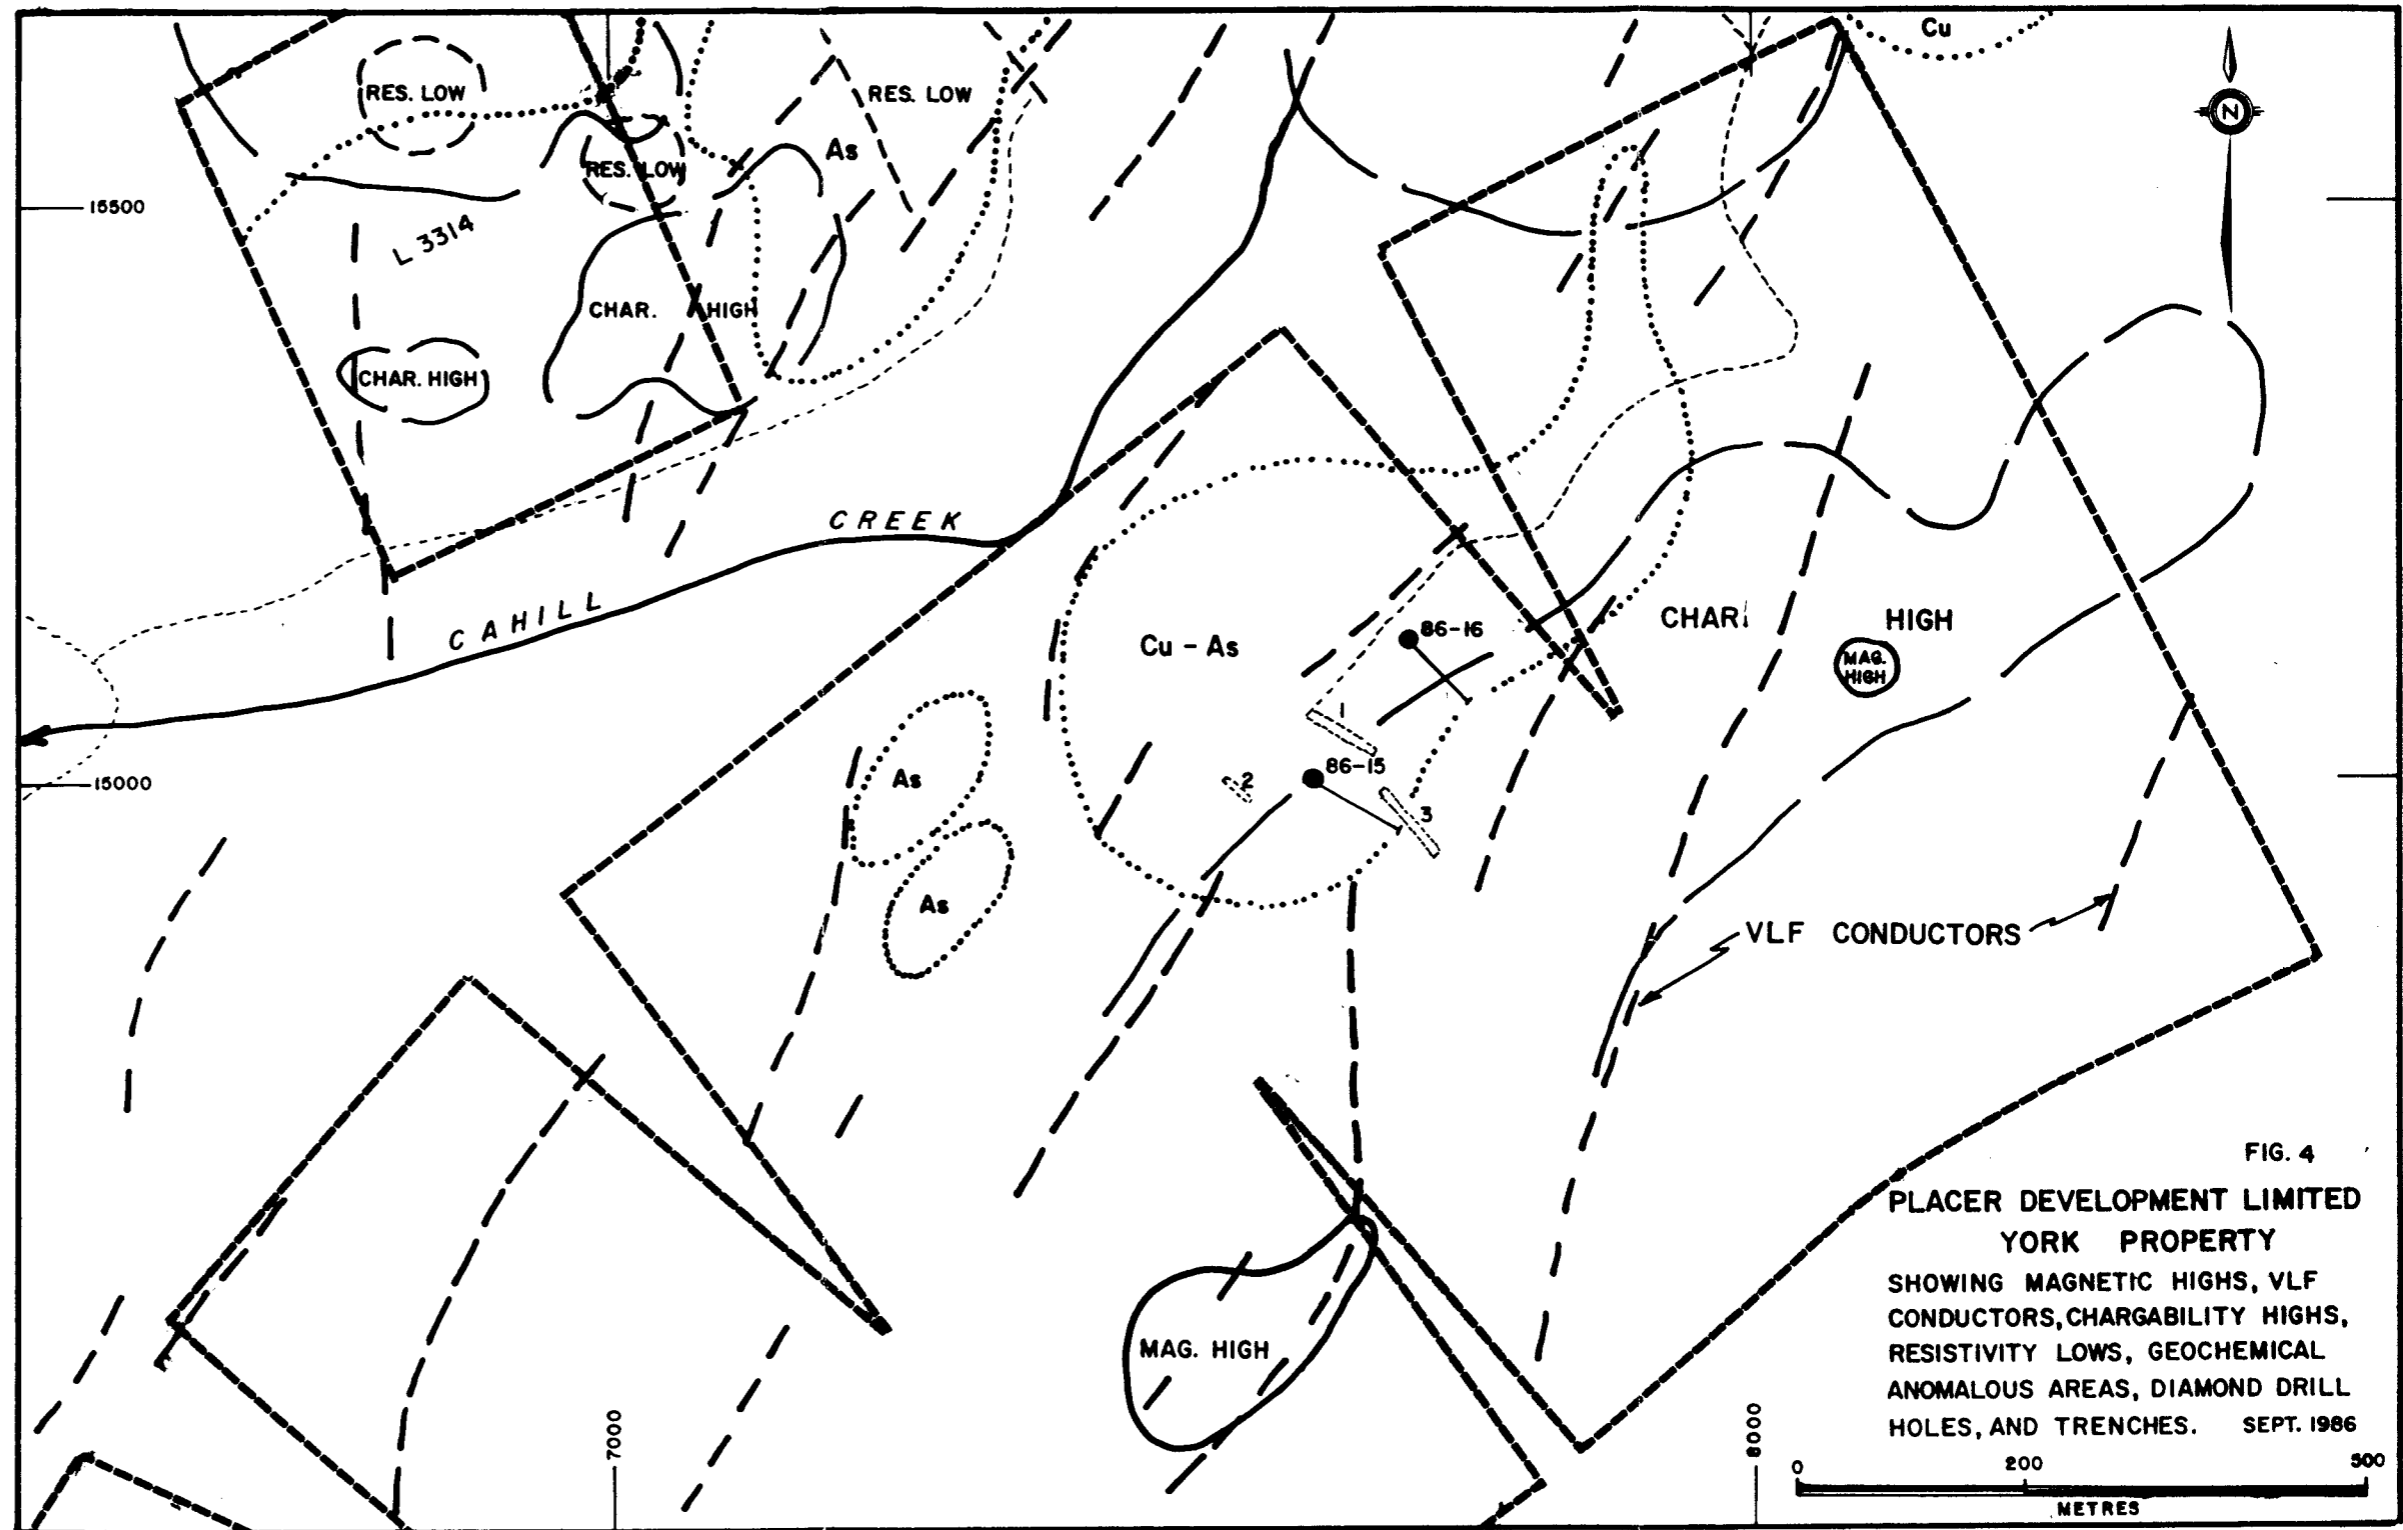 Cu
N
RES. LOW
RES. LOW
As
RES. LOW
15500
L 3314
CHAR. HIGH
CHAR. HIGH
CREEK
CAHILL
Cu - As
86-16
CHAR. HIGH
MAG.
HIGH
1
86-15
As
2
3
15000
As
VLF CONDUCTORS
MAG. HIGH
7000
8000
FIG. 4
PLACER DEVELOPMENT LIMITED
YORK PROPERTY
SHOWING MAGNETIC HIGHS, VLF
CONDUCTORS, CHARGABILITY HIGHS,
RESISTIVITY LOWS, GEOCHEMICAL
ANOMALOUS AREAS, DIAMOND DRILL
HOLES, AND TRENCHES. SEPT. 1986
0 200 500
METRES